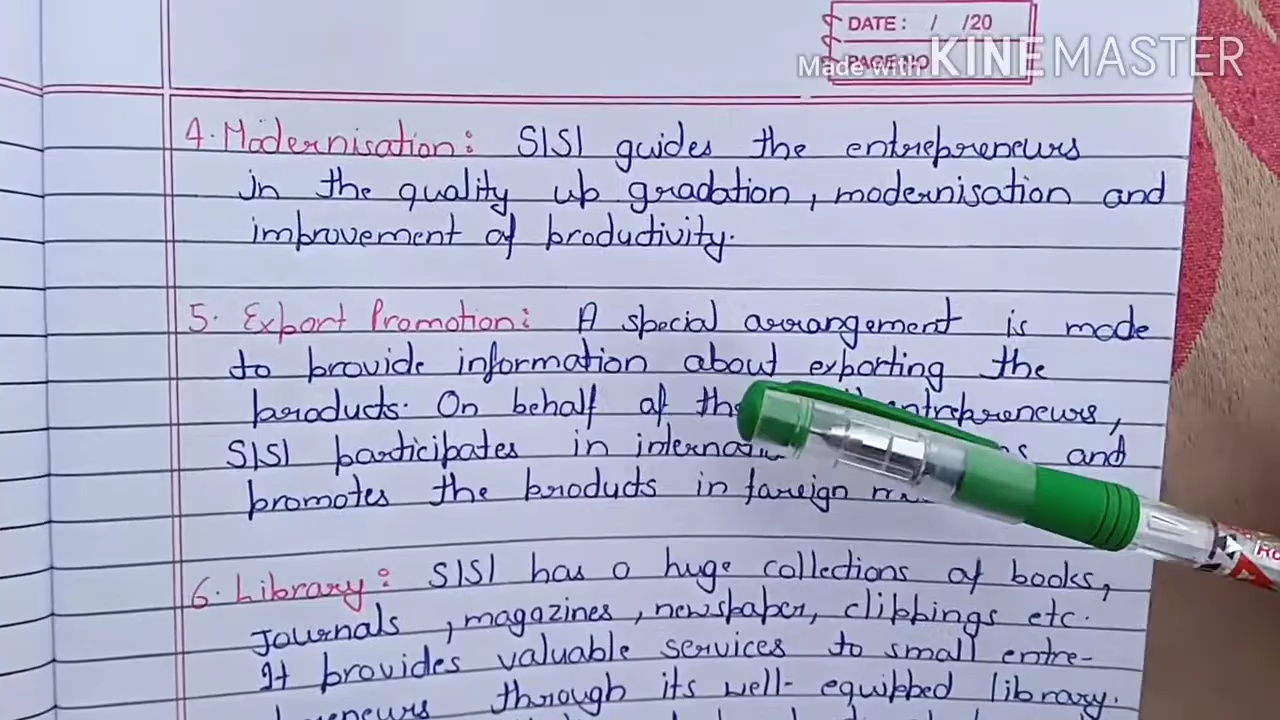 DATE: / /20
PAGE NO
Made with KINEMASTER
4. Modernisation: SISI guides the entrepreneurs
in the quality up gradation, modernisation and
improvement of productivity.
5. Export Promotion: A special arrangement is made
to provide information about exporting the
products. On behalf of the entrepreneurs,
SISI participates in and
promotes the products in foreign
6. Library: SISI has a huge collections of books,
Journals, magazines, newspaper, clippings etc.
It provides valuable services to small entre-
preneurs through its well-equipped library.